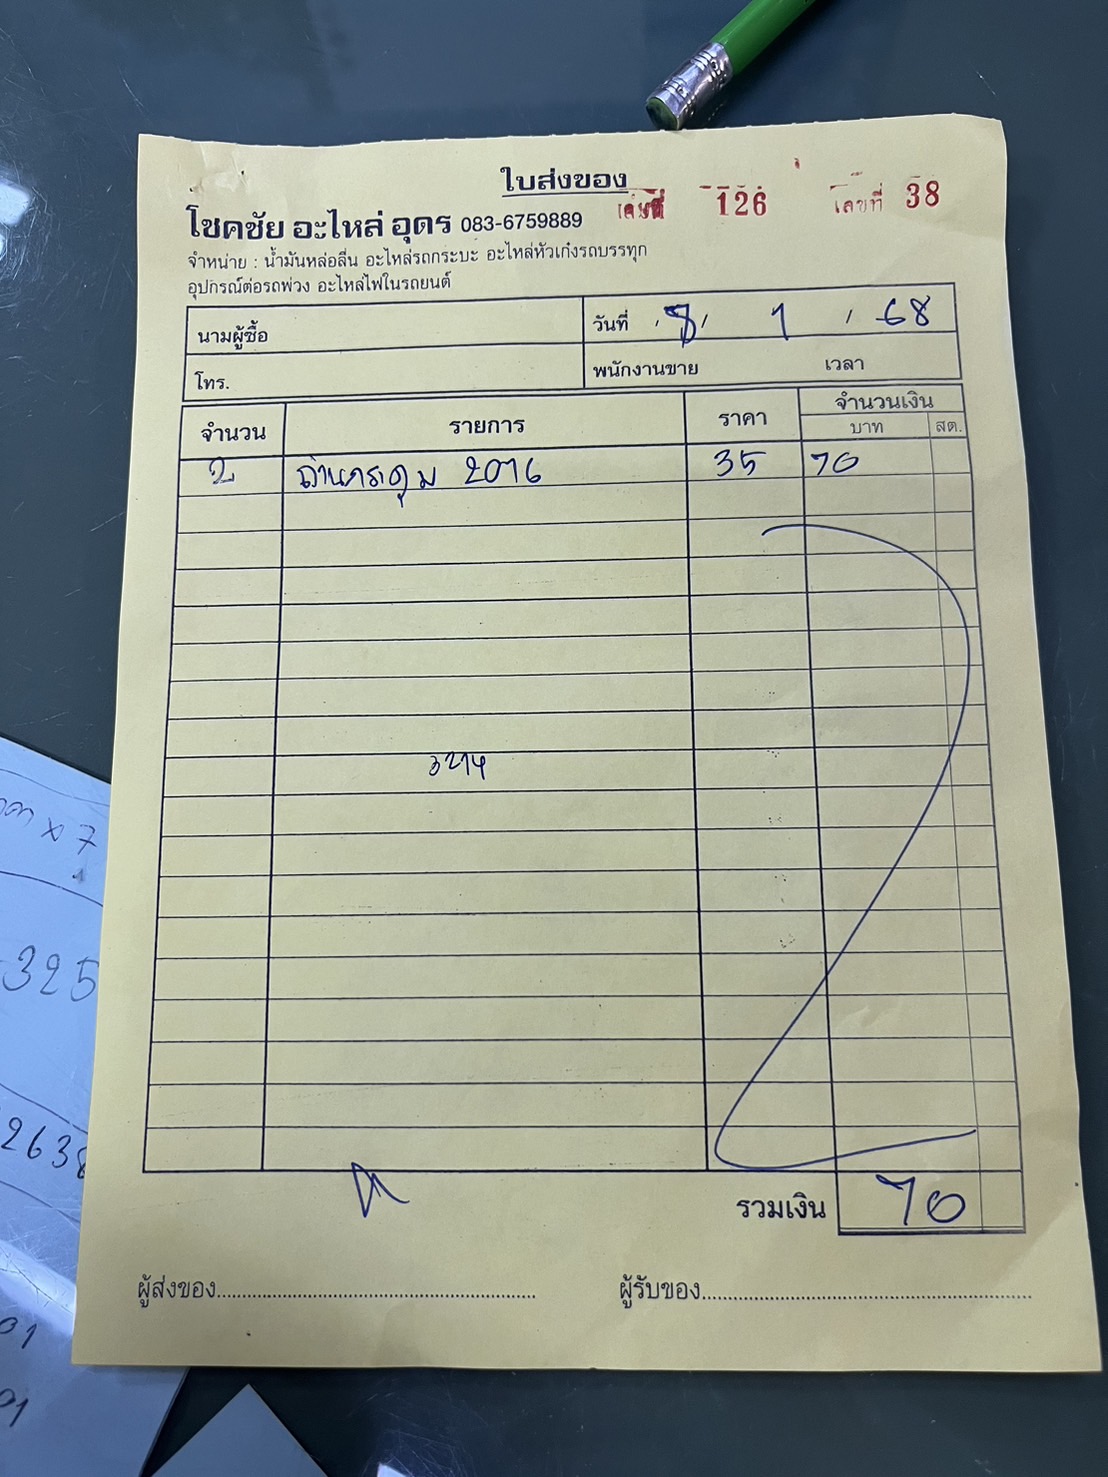 ใบส่งของ
เล่มที่ 126 เลขที่ 38
โชคชัย อะไหล่ อุดร 083-6759889
จำหน่าย : น้ำมันหล่อลื่น อะไหล่รถกระบะ อะไหล่หัวเก๋งรถบรรทุก
อุปกรณ์ต่อรถพ่วง อะไหล่ไฟในรถยนต์
นามผู้ซื้อ วันที่ 8 / 1 / 68
โทร. พนักงานขาย เวลา
จำนวน รายการ ราคา จำนวนเงิน
บาท สต.
2 ถ่านกระดุม 2016 35 70
3214
รวมเงิน 70
ผู้ส่งของ ผู้รับของ
x 7
325
2638
01
01